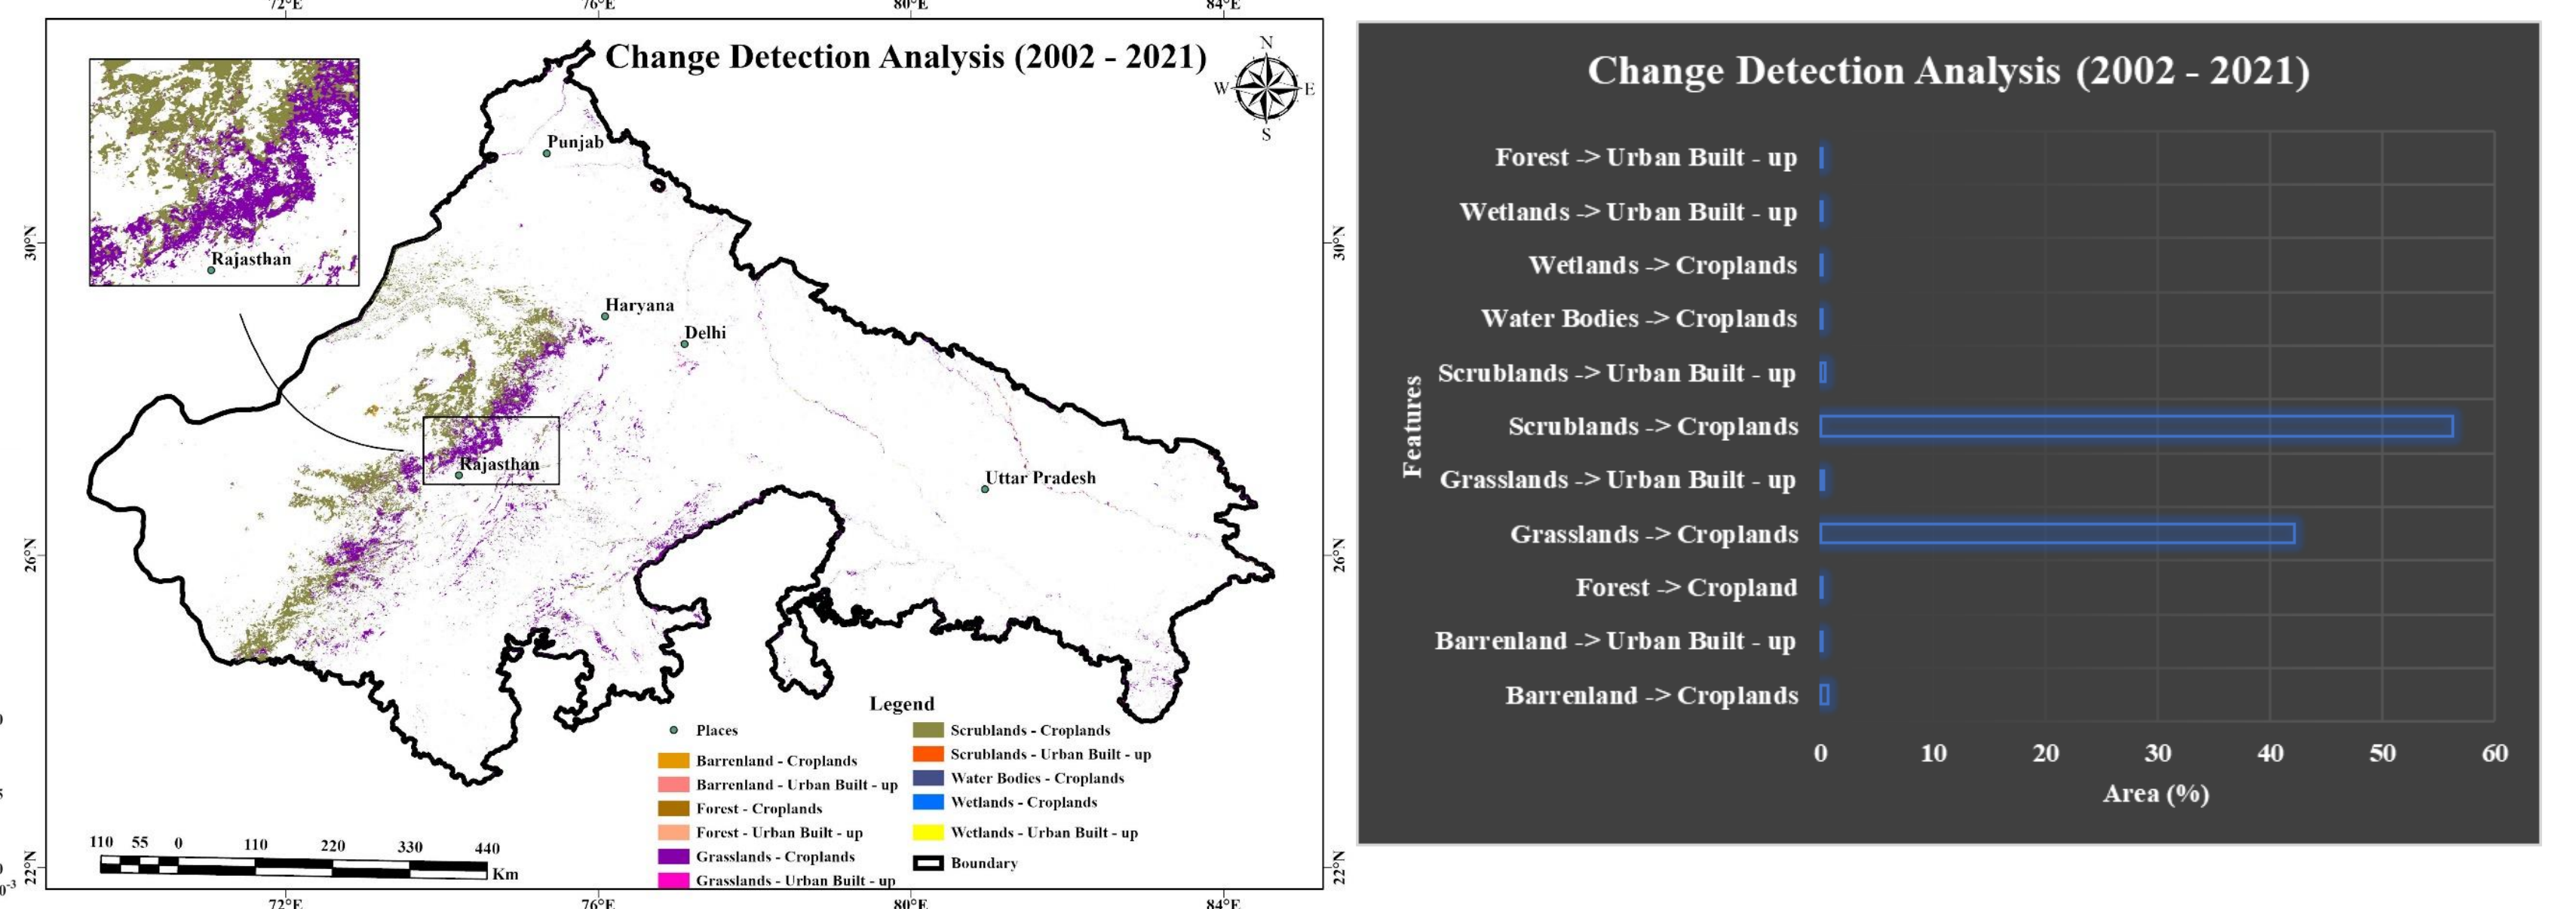 72°E 76°E 80°E 84°E
Change Detection Analysis (2002 - 2021)
N
W E
S
Punjab
Rajasthan
30°N 30°N
Haryana
Delhi
Rajasthan
Uttar Pradesh
26°N 26°N
Legend
Places
Barrenland - Croplands
Barrenland - Urban Built - up
Forest - Croplands
Forest - Urban Built - up
Grasslands - Croplands
Grasslands - Urban Built - up
Scrublands - Croplands
Scrublands - Urban Built - up
Water Bodies - Croplands
Wetlands - Croplands
Wetlands - Urban Built - up
Boundary
110 55 0 110 220 330 440
Km
22°N 22°N
72°E 76°E 80°E 84°E
Change Detection Analysis (2002 - 2021)
Features
Forest -> Urban Built - up
Wetlands -> Urban Built - up
Wetlands -> Croplands
Water Bodies -> Croplands
Scrublands -> Urban Built - up
Scrublands -> Croplands
Grasslands -> Urban Built - up
Grasslands -> Croplands
Forest -> Cropland
Barrenland -> Urban Built - up
Barrenland -> Croplands
0 10 20 30 40 50 60
Area (%)